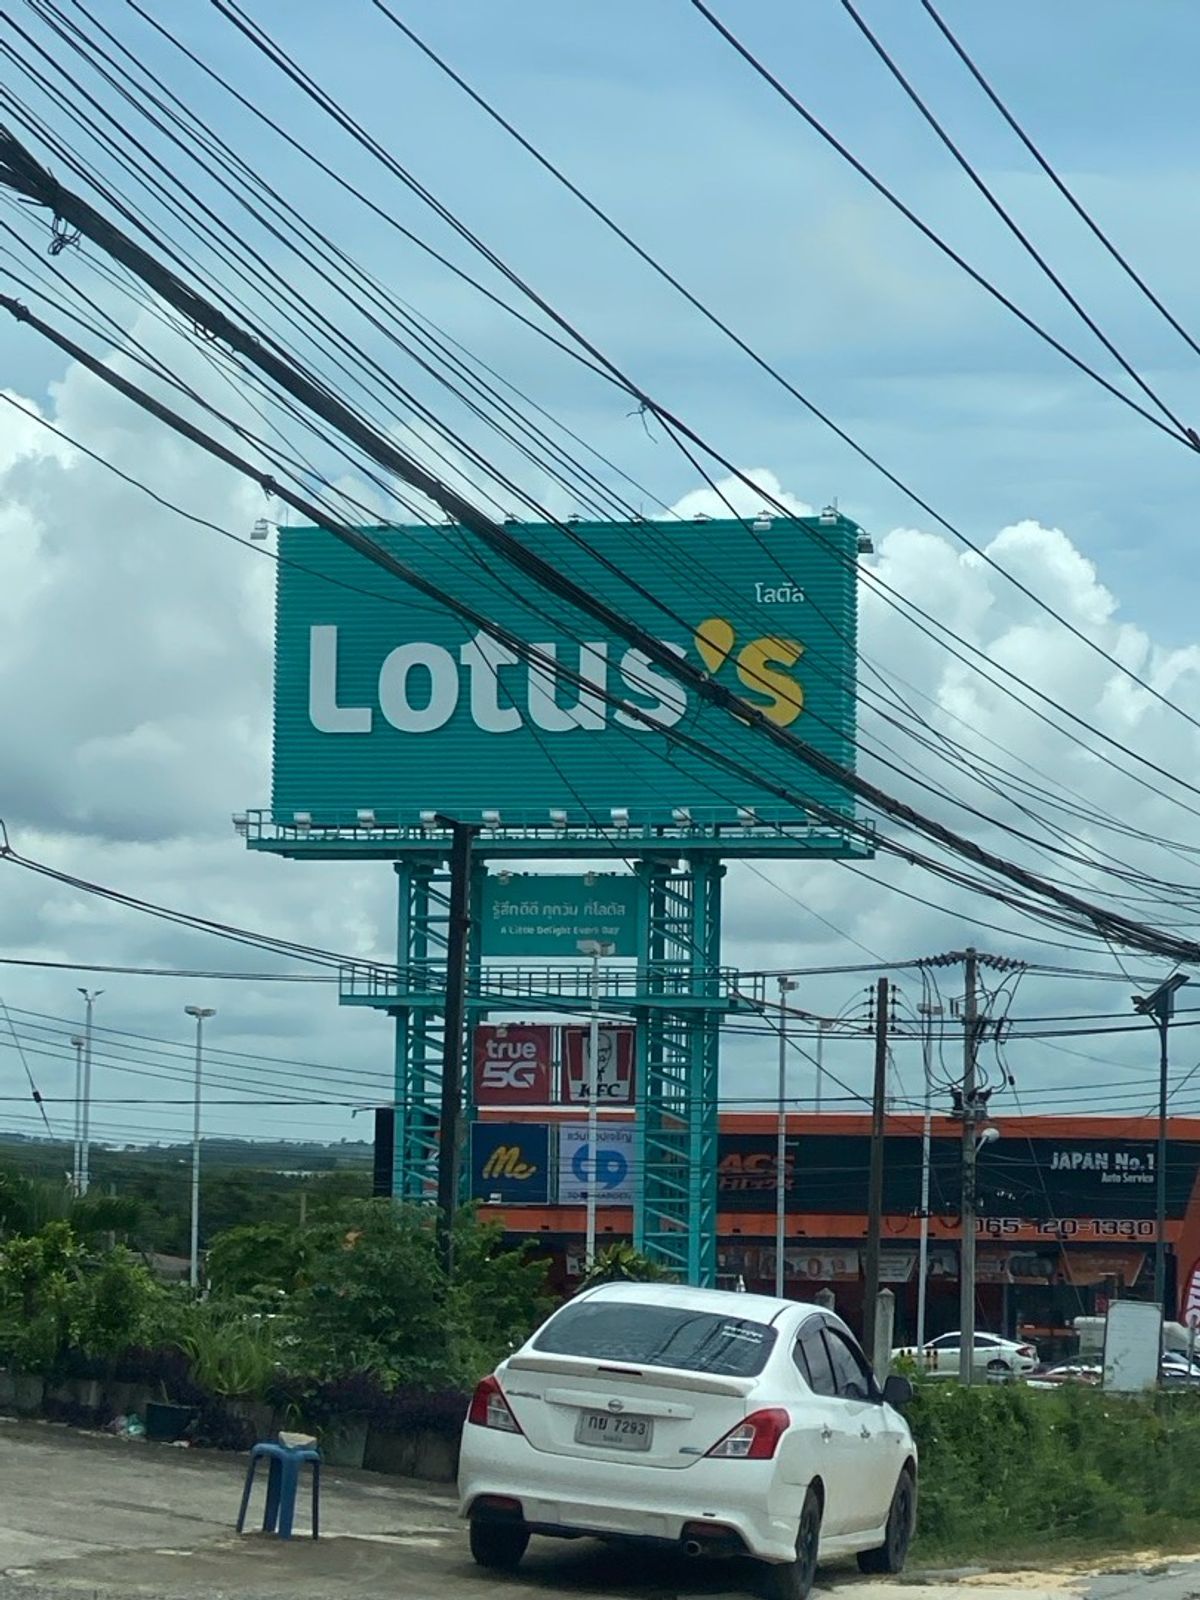 โลตัส
Lotus's
รู้สึกดีดี ทุกวัน ที่โลตัส
A Little Delight Every Day
true
5G
KFC
JAPAN No.1
Auto Service
065-120-1330
กย 7293